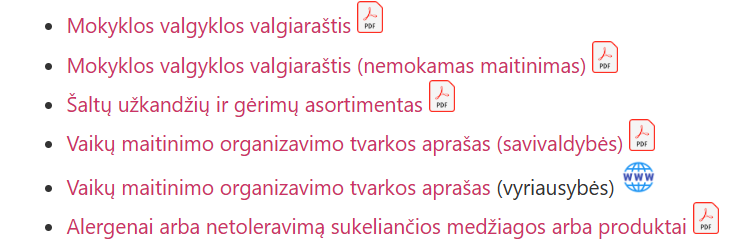 Mokyklos valgyklos valgiaraštis PDF
Mokyklos valgyklos valgiaraštis (nemokamas maitinimas) PDF
Šaltų užkandžių ir gėrimų asortimentas PDF
Vaikų maitinimo organizavimo tvarkos aprašas (savivaldybės) PDF
Vaikų maitinimo organizavimo tvarkos aprašas (vyriausybės) WWW
Alergenai arba netoleravimą sukeliančios medžiagos arba produktai PDF